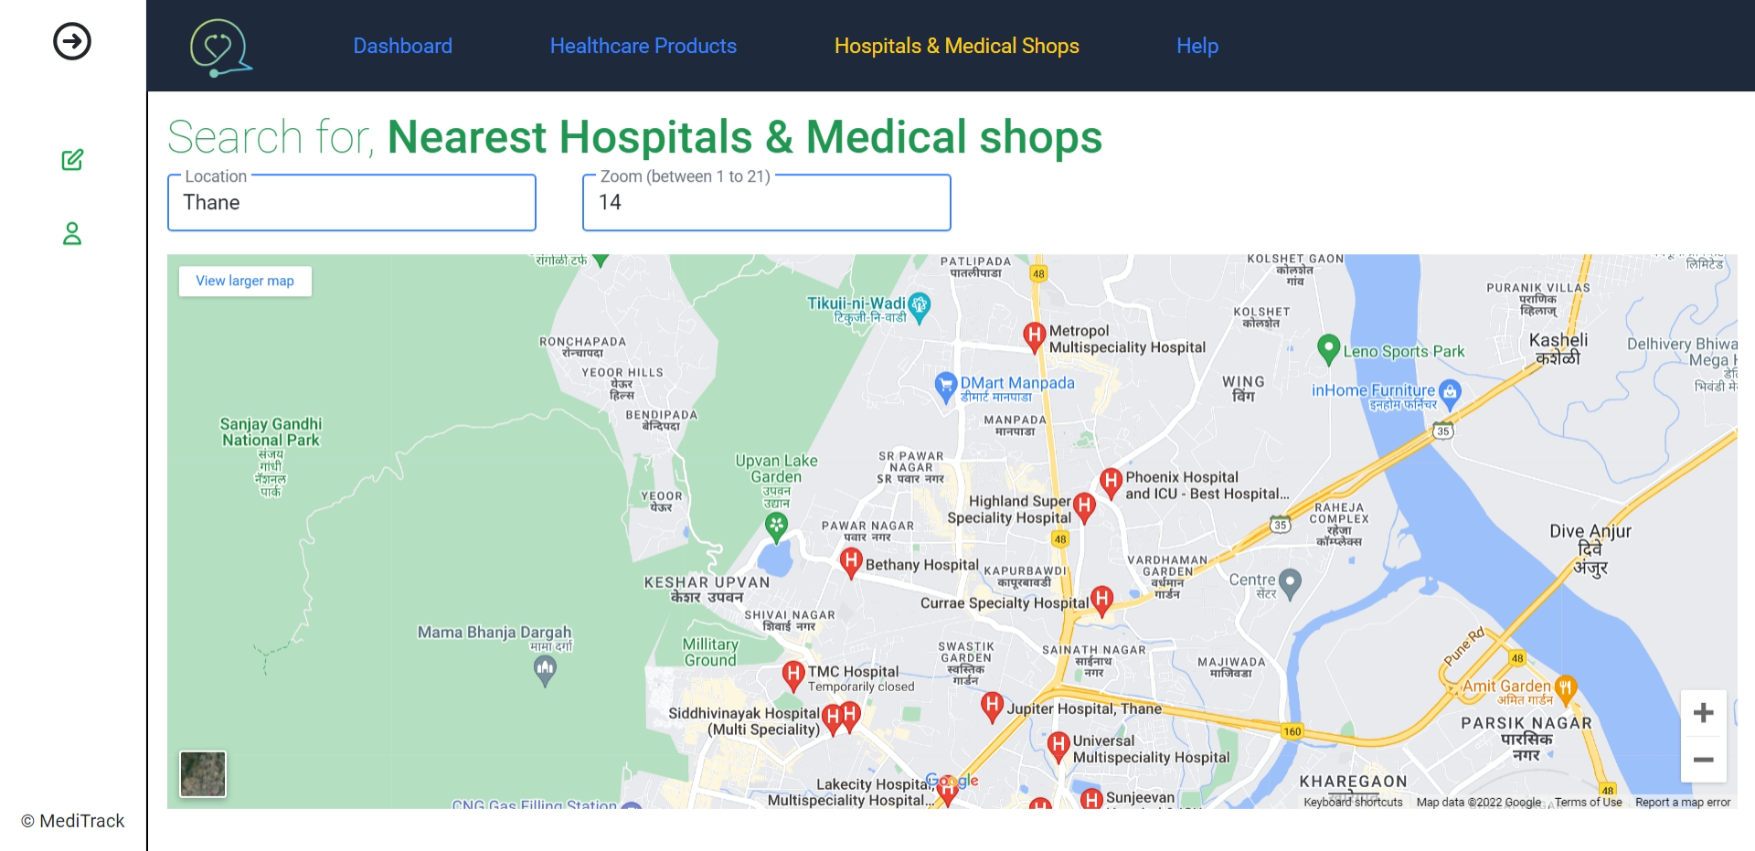 Dashboard
Healthcare Products
Hospitals & Medical Shops
Help
Search for, Nearest Hospitals & Medical shops
Location
Thane
Zoom (between 1 to 21)
14
View larger map
रांगोळी टर्फ
PATLIPADA
पातलीपाडा
48
KOLSHET GAON
कोलशेत
गांव
लिमिटेड
Tikuji-ni-Wadi
टिकुजी-नि-वाडी
PURANIK VILLAS
पुराणिक
व्हिलाज्
KOLSHET
कोलशेत
Metropol
Multispeciality Hospital
RONCHAPADA
रोन्चापदा
Leno Sports Park
Kasheli
कशेळी
Delhivery Bhiwa
Mega H
भिवंडी मे
YEOOR HILLS
येऊर
हिल्स
DMart Manpada
डीमार्ट मानपाडा
WING
विंग
inHome Furniture
इनहोम फर्निचर
BENDIPADA
बेन्दिपदा
MANPADA
मानपाडा
35
Sanjay Gandhi
National Park
संजय
गांधी
नॅशनल
पार्क
Upvan Lake
Garden
उपवन
उद्यान
SR PAWAR
NAGAR
SR पवार नगर
Phoenix Hospital
and ICU - Best Hospital...
YEOOR
येऊर
Highland Super
Speciality Hospital
RAHEJA
COMPLEX
रहेजा
कॉम्प्लेक्स
35
PAWAR NAGAR
पवार नगर
48
Dive Anjur
दिवे
अंजुर
Bethany Hospital
KAPURBAWDI
कापूरबावडी
VARDHAMAN
GARDEN
वर्धमान
गार्डन
KESHAR UPVAN
केशर उपवन
Centre
सेंटर
Currae Specialty Hospital
SHIVAI NAGAR
शिवाई नगर
Mama Bhanja Dargah
मामा दर्गा
Millitary
Ground
SWASTIK
GARDEN
स्वस्तिक
गार्डन
SAINATH NAGAR
साईनाथ
नगर
MAJIWADA
माजिवडा
Pune Rd
48
TMC Hospital
Temporarily closed
Amit Garden
अमित गार्डन
Siddhivinayak Hospital
(Multi Speciality)
Jupiter Hospital, Thane
160
PARSIK NAGAR
पारसिक
नगर
Universal
Multispeciality Hospital
Lakecity Hospital,
Multispeciality Hospital...
Google
KHAREGAON
Sunjeevan
48
CNG Gas Filling Station
Keyboard shortcuts
Map data ©2022 Google
Terms of Use
Report a map error
© MediTrack